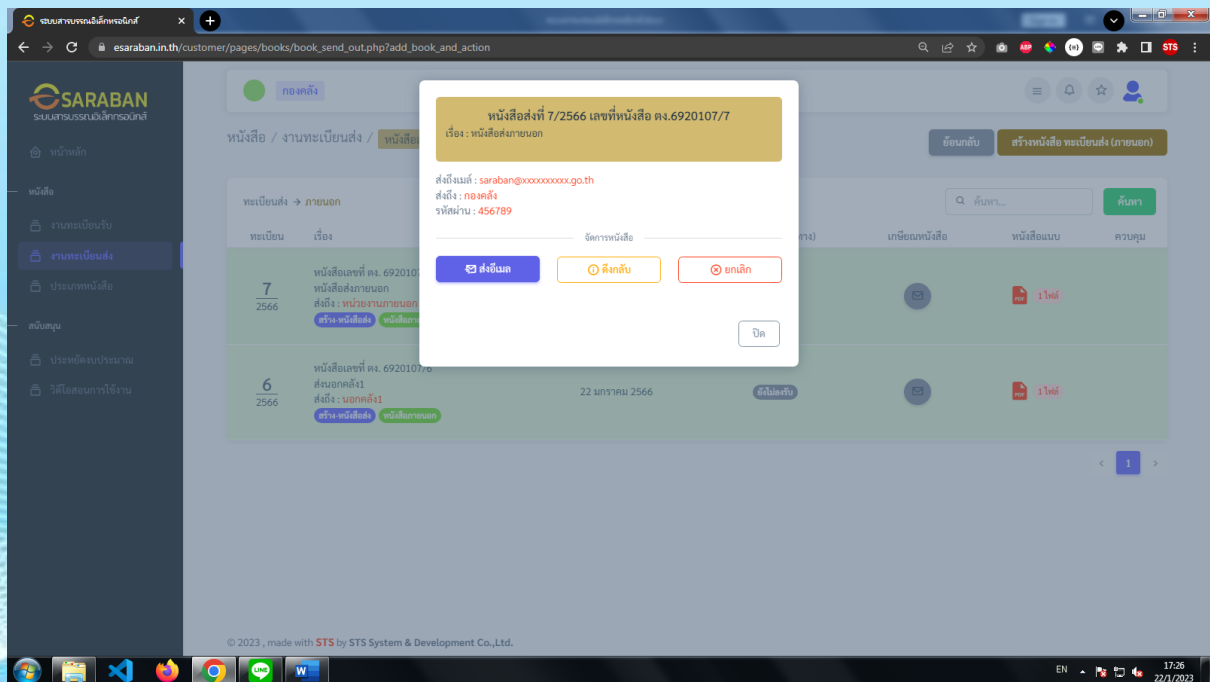 ระบบสารบรรณอิเล็กทรอนิกส์
esaraban.in.th/customer/pages/books/book_send_out.php?add_book_and_action
ABP
STS
SARABAN
ระบบสารบรรณอิเล็กทรอนิกส์
หน้าหลัก
หนังสือ
งานทะเบียนรับ
งานทะเบียนส่ง
ประเภทหนังสือ
สนับสนุน
ประหยัดงบประมาณ
วิดีโอสอนการใช้งาน
กองคลัง
หนังสือ / งานทะเบียนส่ง /
ย้อนกลับ
สร้างหนังสือ ทะเบียนส่ง (ภายนอก)
ทะเบียนส่ง → ภายนอก
ค้นหา...
ค้นหา
ทะเบียน เรื่อง เกษียณหนังสือ หนังสือแนบ ควบคุม
7
2566
หนังสือเลขที่ ตง. 692010
หนังสือส่งภายนอก
ส่งถึง : หน่วยงานภายนอก
สร้าง-หนังสือส่ง
PDF 1 ไฟล์
6
2566
หนังสือเลขที่ ตง. 6920107/6
ส่งนอกคลัง1
ส่งถึง : นอกคลัง1
สร้าง-หนังสือส่ง หนังสือภายนอก
22 มกราคม 2566
ยังไม่ลงรับ
PDF 1 ไฟล์
1
หนังสือส่งที่ 7/2566 เลขที่หนังสือ ตง.6920107/7
เรื่อง : หนังสือส่งภายนอก
ส่งถึงเมล์ : saraban@xxxxxxxxxx.go.th
ส่งถึง : กองคลัง
รหัสผ่าน : 456789
จัดการหนังสือ
ส่งอีเมล
ดึงกลับ
ยกเลิก
ปิด
© 2023 , made with STS by STS System & Development Co.,Ltd.
EN
17:26
22/1/2023